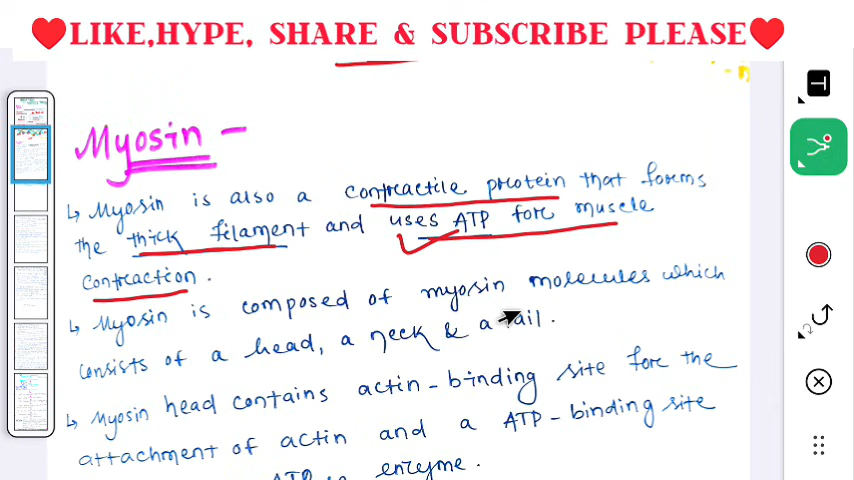 ❤️LIKE,HYPE, SHARE & SUBSCRIBE PLEASE❤️
Myosin -
↳ Myosin is also a contractile protein that forms
the thick filament and uses ATP for muscle
contraction.
↳ Myosin is composed of myosin molecules which
consists of a head, a neck & a tail.
↳ Myosin head contains actin-binding site for the
attachment of actin and a ATP-binding site
enzyme.
T